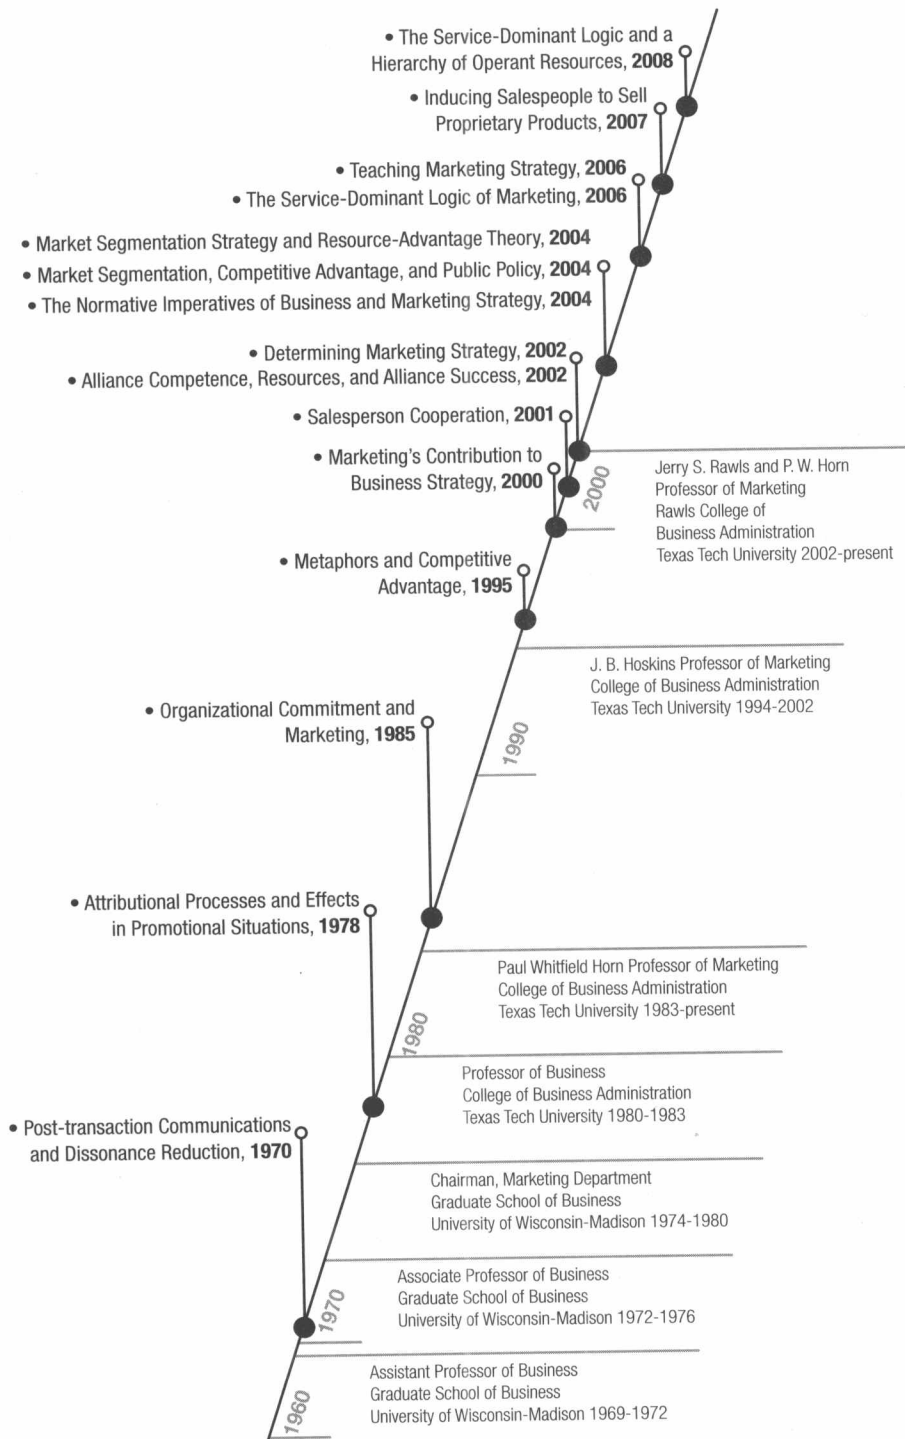 • The Service-Dominant Logic and a
Hierarchy of Operant Resources, 2008
• Inducing Salespeople to Sell
Proprietary Products, 2007
• Teaching Marketing Strategy, 2006
• The Service-Dominant Logic of Marketing, 2006
• Market Segmentation Strategy and Resource-Advantage Theory, 2004
• Market Segmentation, Competitive Advantage, and Public Policy, 2004
• The Normative Imperatives of Business and Marketing Strategy, 2004
• Determining Marketing Strategy, 2002
• Alliance Competence, Resources, and Alliance Success, 2002
• Salesperson Cooperation, 2001
• Marketing's Contribution to
Business Strategy, 2000
2000
Jerry S. Rawls and P. W. Horn
Professor of Marketing
Rawls College of
Business Administration
Texas Tech University 2002-present
• Metaphors and Competitive
Advantage, 1995
J. B. Hoskins Professor of Marketing
College of Business Administration
Texas Tech University 1994-2002
• Organizational Commitment and
Marketing, 1985
1990
• Attributional Processes and Effects
in Promotional Situations, 1978
Paul Whitfield Horn Professor of Marketing
College of Business Administration
Texas Tech University 1983-present
1980
Professor of Business
College of Business Administration
Texas Tech University 1980-1983
• Post-transaction Communications
and Dissonance Reduction, 1970
Chairman, Marketing Department
Graduate School of Business
University of Wisconsin-Madison 1974-1980
Associate Professor of Business
Graduate School of Business
University of Wisconsin-Madison 1972-1976
1970
Assistant Professor of Business
Graduate School of Business
University of Wisconsin-Madison 1969-1972
1960